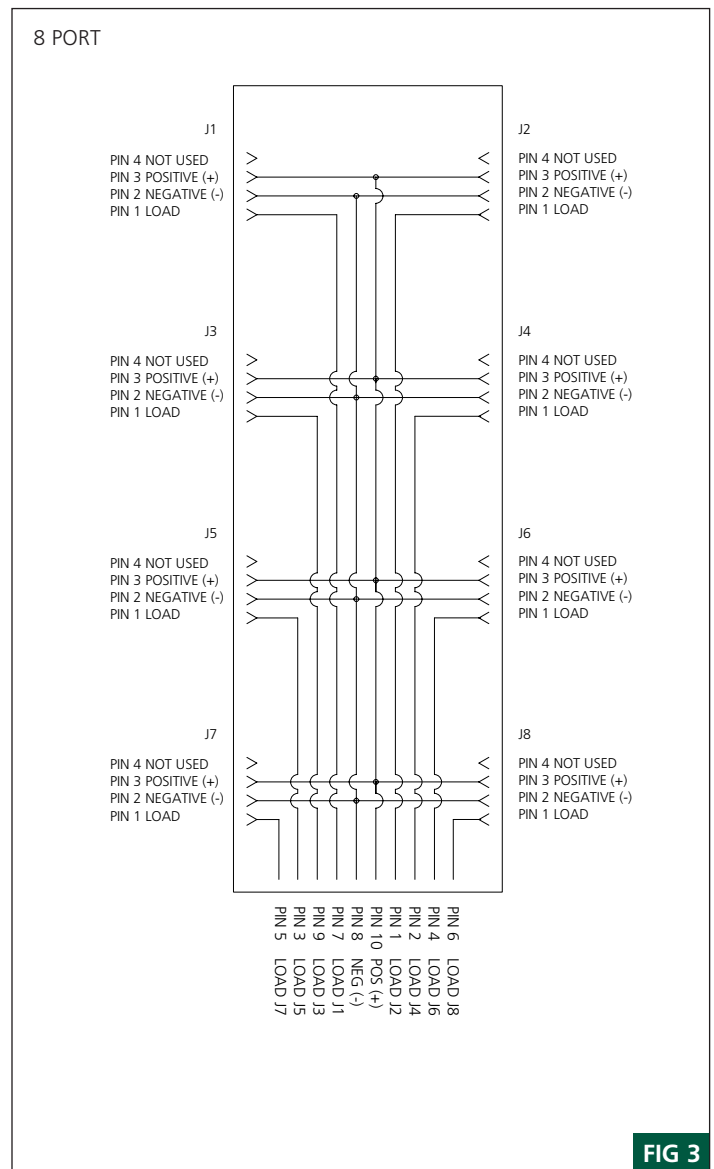 8 PORT
J1
PIN 4 NOT USED
PIN 3 POSITIVE (+)
PIN 2 NEGATIVE (-)
PIN 1 LOAD
J2
PIN 4 NOT USED
PIN 3 POSITIVE (+)
PIN 2 NEGATIVE (-)
PIN 1 LOAD
J3
PIN 4 NOT USED
PIN 3 POSITIVE (+)
PIN 2 NEGATIVE (-)
PIN 1 LOAD
J4
PIN 4 NOT USED
PIN 3 POSITIVE (+)
PIN 2 NEGATIVE (-)
PIN 1 LOAD
J5
PIN 4 NOT USED
PIN 3 POSITIVE (+)
PIN 2 NEGATIVE (-)
PIN 1 LOAD
J6
PIN 4 NOT USED
PIN 3 POSITIVE (+)
PIN 2 NEGATIVE (-)
PIN 1 LOAD
J7
PIN 4 NOT USED
PIN 3 POSITIVE (+)
PIN 2 NEGATIVE (-)
PIN 1 LOAD
J8
PIN 4 NOT USED
PIN 3 POSITIVE (+)
PIN 2 NEGATIVE (-)
PIN 1 LOAD
PIN 5 LOAD J7
PIN 3 LOAD J5
PIN 9 LOAD J3
PIN 7 LOAD J1
PIN 8 NEG (-)
PIN 10 POS (+)
PIN 1 LOAD J2
PIN 2 LOAD J4
PIN 4 LOAD J6
PIN 6 LOAD J8
FIG 3